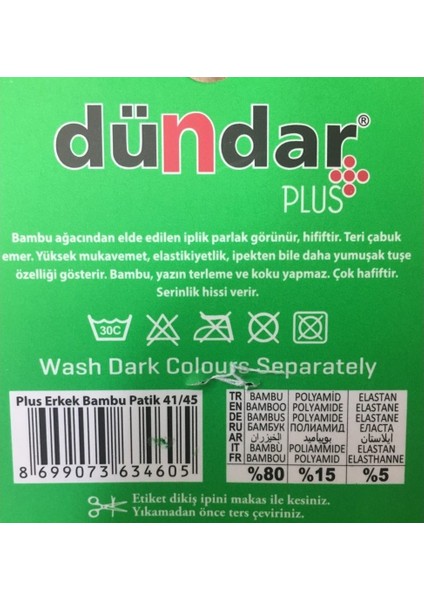 dündar®
PLUS
Bambu ağacından elde edilen iplik parlak görünür, hififtir. Teri çabuk
emer. Yüksek mukavemet, elastikiyetlik, ipekten bile daha yumuşak tuşe
özelliği gösterir. Bambu, yazın terleme ve koku yapmaz. Çok hafiftir.
Serinlik hissi verir.
30C
Wash Dark Colours Separately
Plus Erkek Bambu Patik 41/45
8 699073 634605
TR BAMBU POLYAMİD ELASTAN
EN BAMBOO POLYAMIDE ELASTANE
DE BAMBUS POLYAMIDE ELASTANE
RU БАМБУК ПОЛИАМИД ЕЛАСТА
AR الخيزران بوليياميد ايلاستان
IT BAMBÙ POLIAMMIDE ELASTAN
FR BAMBOU POLYAMID ELASTHANNE
%80 %15 %5
Etiket dikiş ipini makas ile kesiniz.
Yıkamadan önce ters çeviriniz.